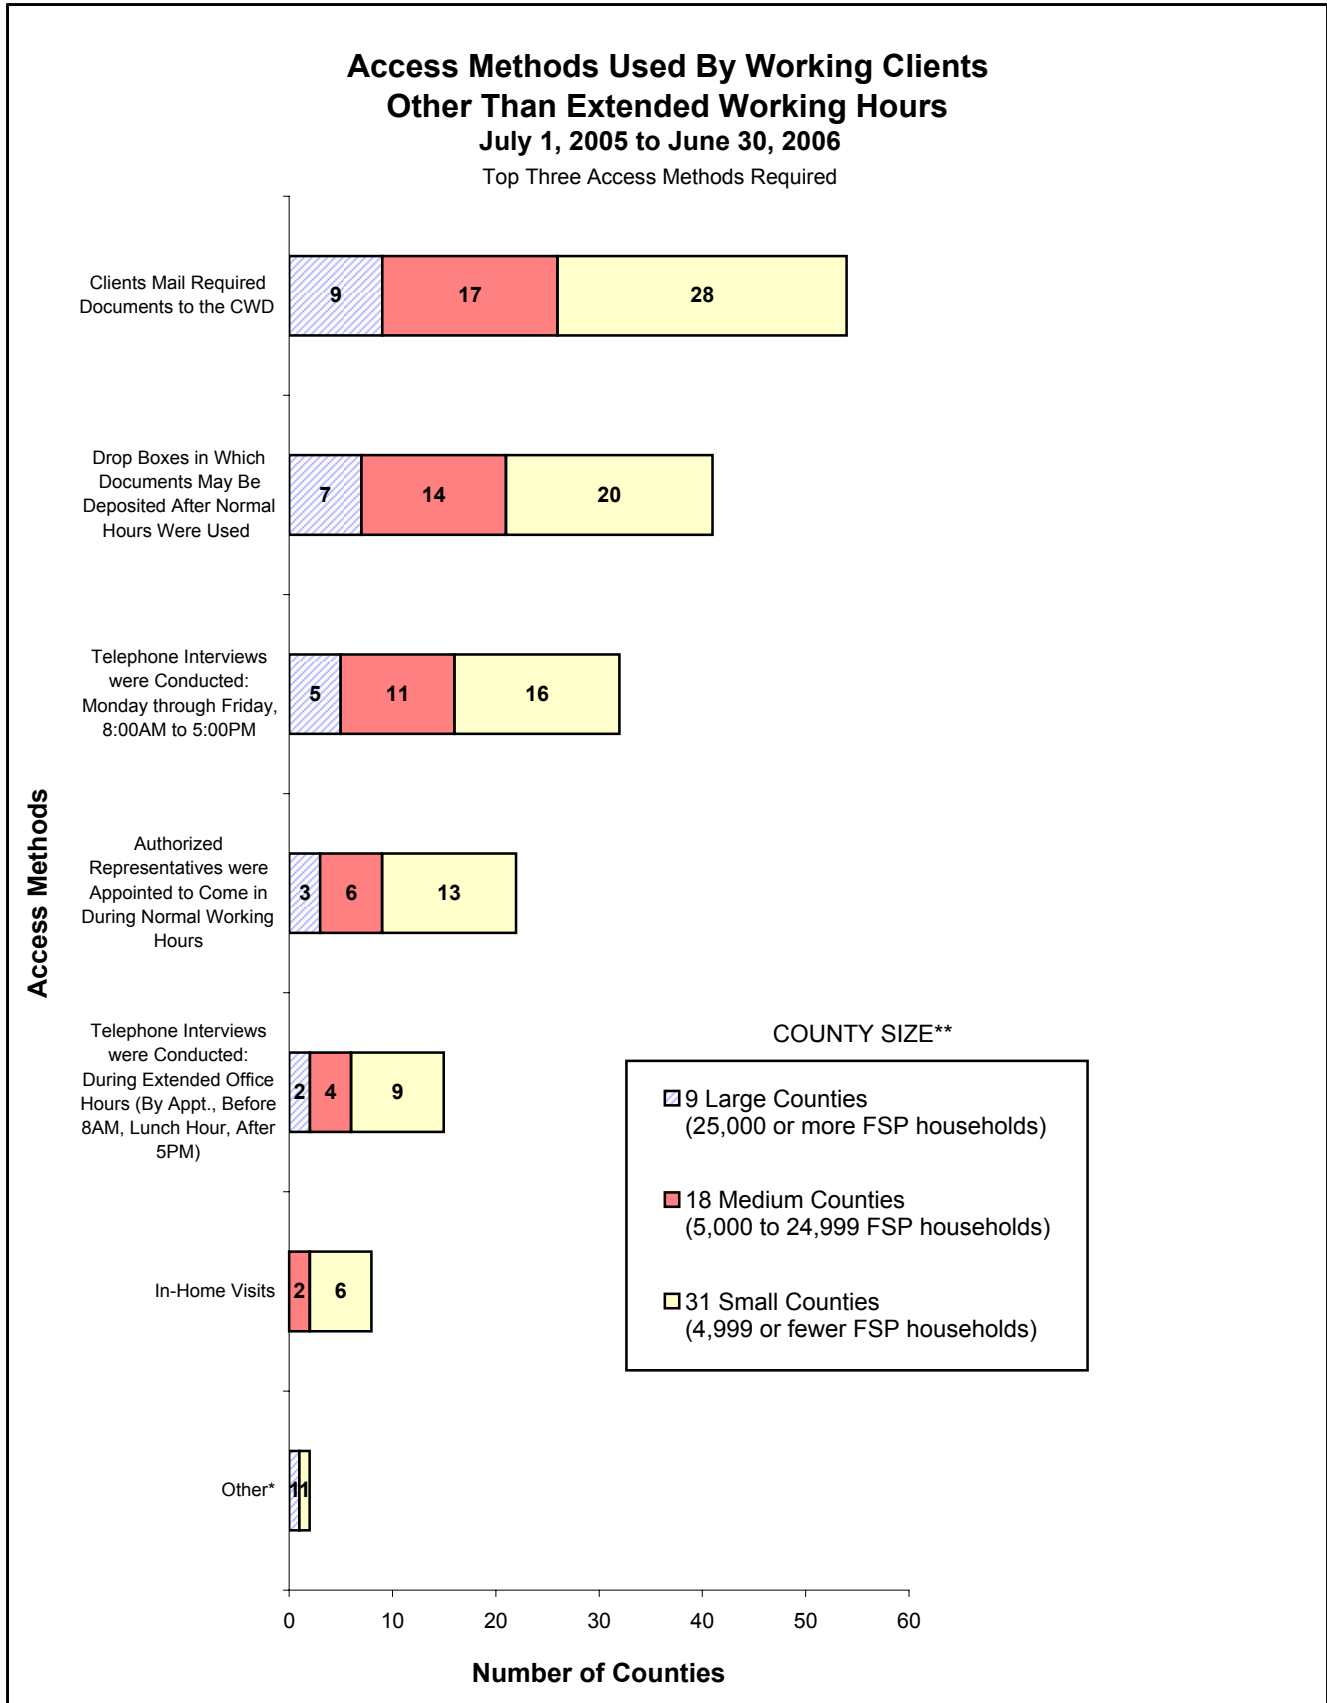 Access Methods Used By Working Clients
Other Than Extended Working Hours
July 1, 2005 to June 30, 2006
Top Three Access Methods Required
Access Methods
Clients Mail Required
Documents to the CWD
9 17 28
Drop Boxes in Which
Documents May Be
Deposited After Normal
Hours Were Used
7 14 20
Telephone Interviews
were Conducted:
Monday through Friday,
8:00AM to 5:00PM
5 11 16
Authorized
Representatives were
Appointed to Come in
During Normal Working
Hours
3 6 13
Telephone Interviews
were Conducted:
During Extended Office
Hours (By Appt., Before
8AM, Lunch Hour, After
5PM)
2 4 9
In-Home Visits
2 6
Other*
1 1
COUNTY SIZE**
9 Large Counties
(25,000 or more FSP households)
18 Medium Counties
(5,000 to 24,999 FSP households)
31 Small Counties
(4,999 or fewer FSP households)
0 10 20 30 40 50 60
Number of Counties